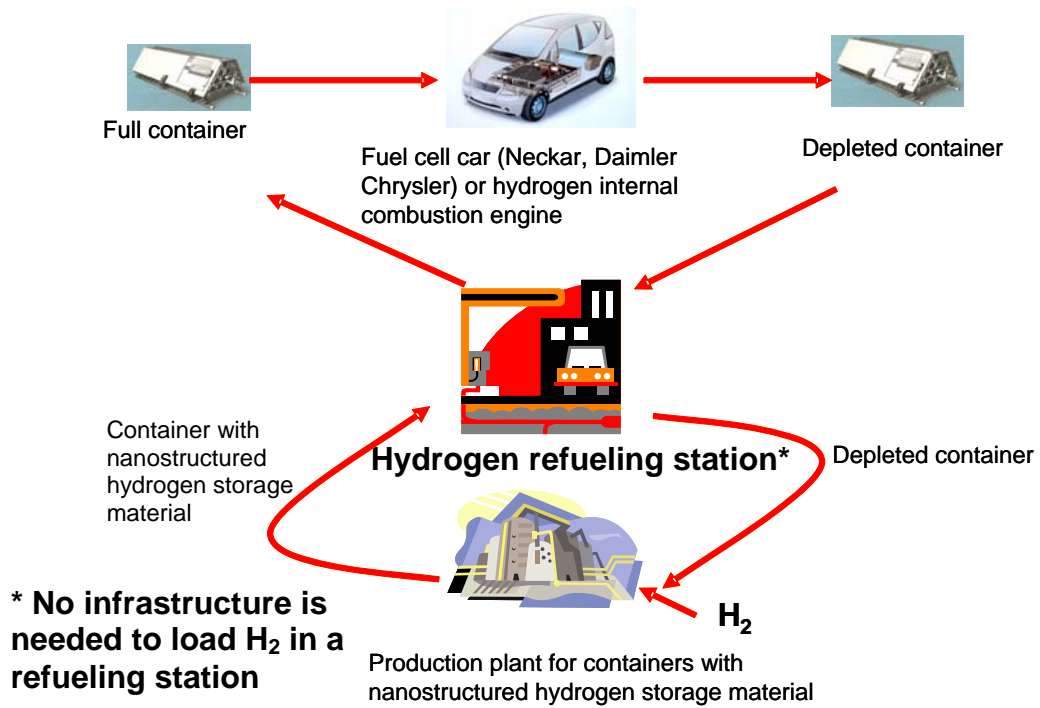 Full container
Fuel cell car (Neckar, Daimler
Chrysler) or hydrogen internal
combustion engine
Depleted container
Container with
nanostructured
hydrogen storage
material
Hydrogen refueling station*
Depleted container
* No infrastructure is
needed to load H₂ in a
refueling station
H₂
Production plant for containers with
nanostructured hydrogen storage material